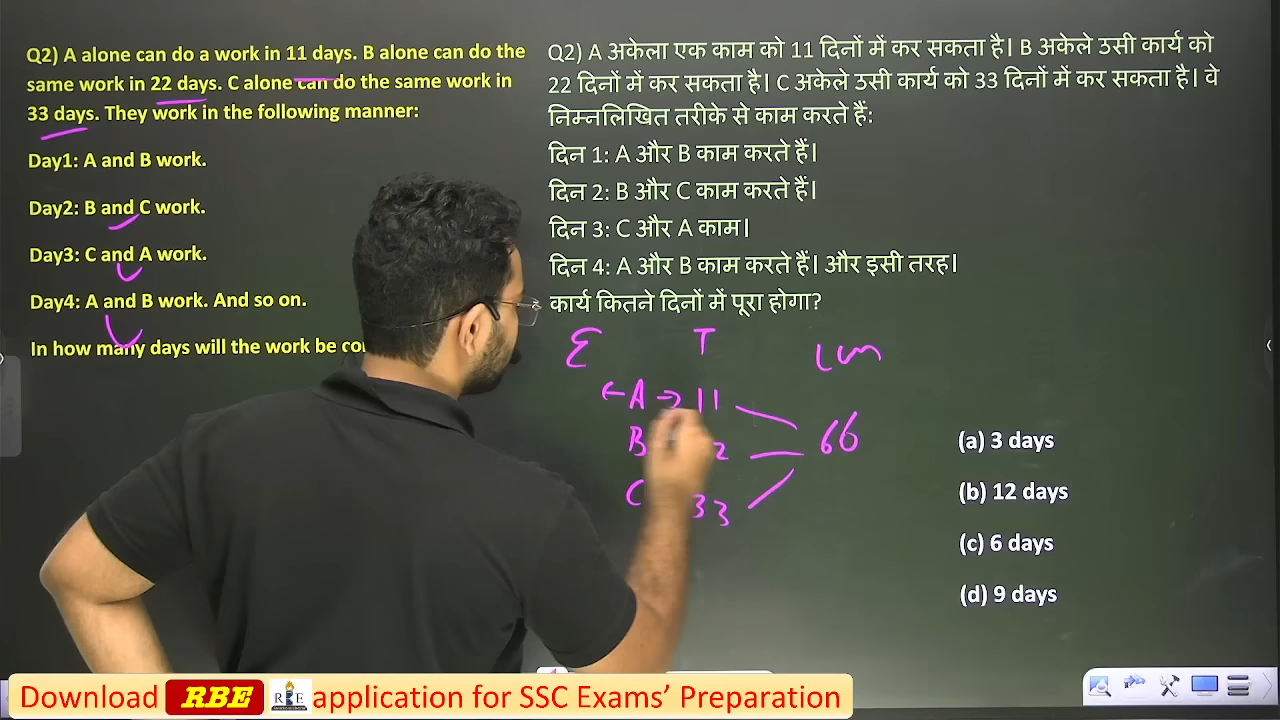 Q2) A alone can do a work in 11 days. B alone can do the
same work in 22 days. C alone can do the same work in
33 days. They work in the following manner:
Day1: A and B work.
Day2: B and C work.
Day3: C and A work.
Day4: A and B work. And so on.
In how many days will the work be
Q2) A अकेला एक काम को 11 दिनों में कर सकता है। B अकेले उसी कार्य को
22 दिनों में कर सकता है। C अकेले उसी कार्य को 33 दिनों में कर सकता है। वे
निम्नलिखित तरीके से काम करते हैं:
दिन 1: A और B काम करते हैं।
दिन 2: B और C काम करते हैं।
दिन 3: C और A काम।
दिन 4: A और B काम करते हैं। और इसी तरह।
कार्य कितने दिनों में पूरा होगा?
E T Lcm
A → 11
B 2 66
C 33
(a) 3 days
(b) 12 days
(c) 6 days
(d) 9 days
Download RBE RBE application for SSC Exams’ Preparation